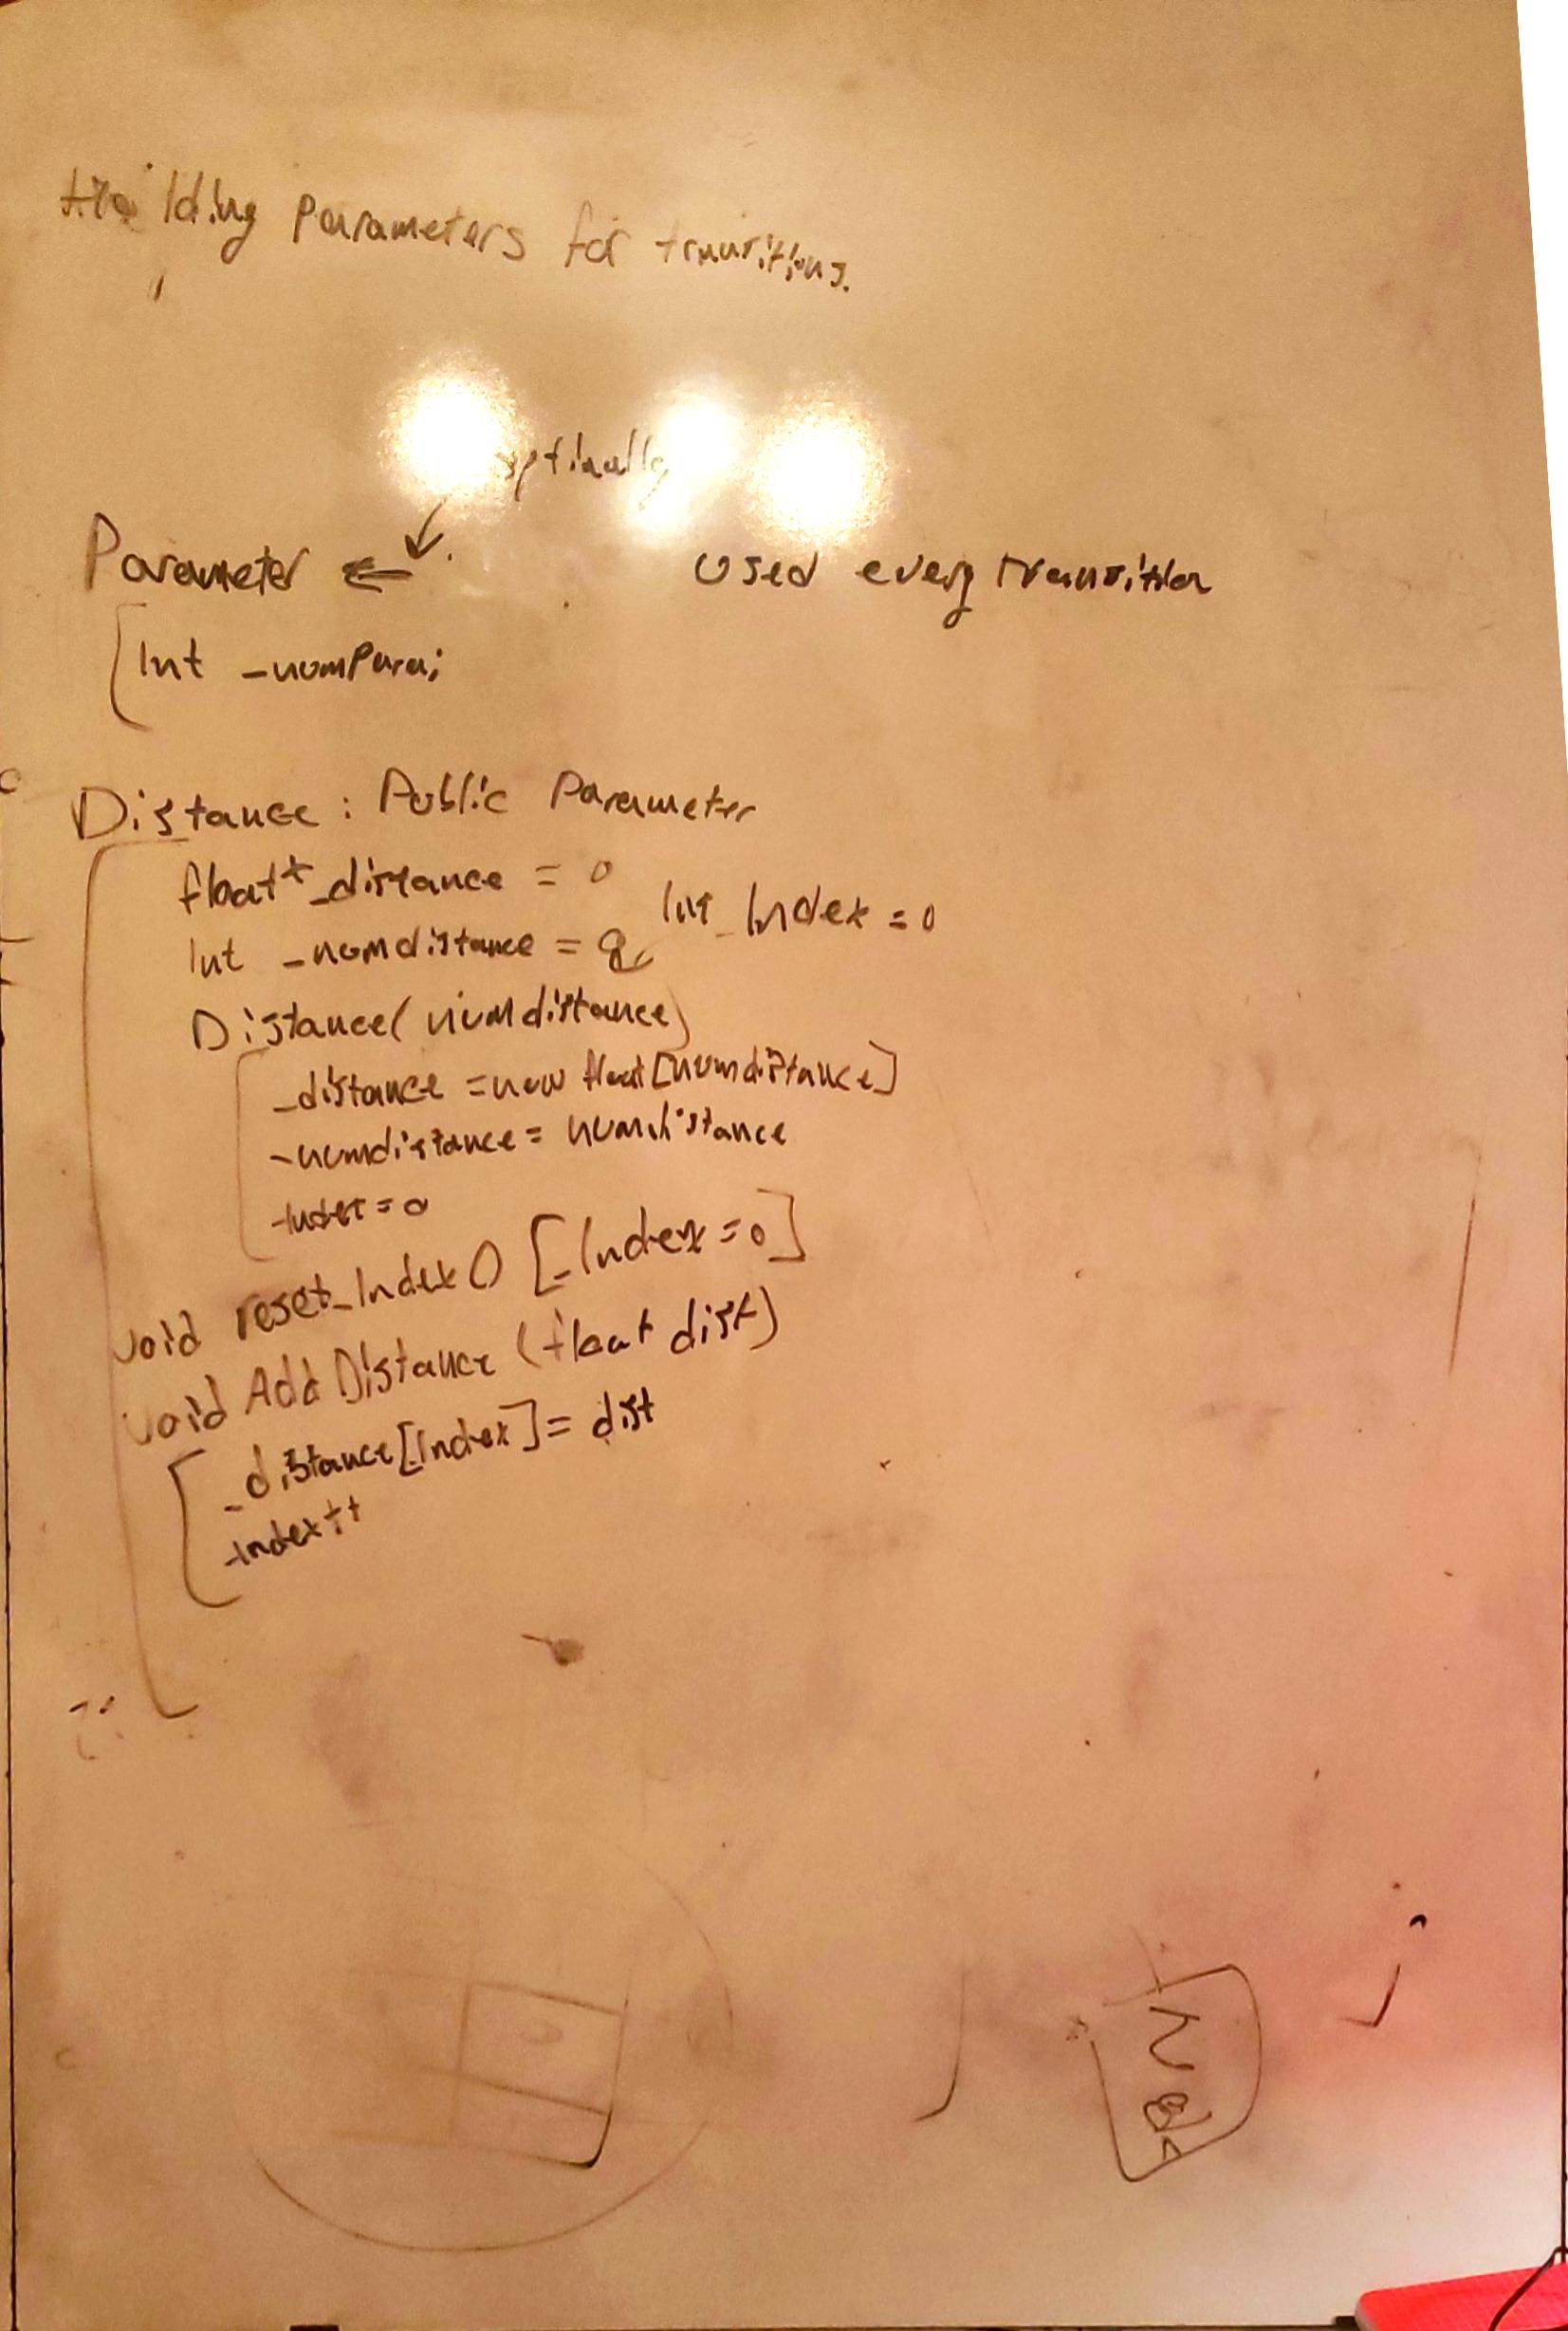 Parameters for transitions.
optinally
Parameter ←
Used every transition
Int _numPara;
Distance : Public Parameter
float* _distance = 0
Int _numdistance = 0, Int _Index = 0
Distance( numdistance)
_distance = new float[numdistance]
_numdistance = numdistance
_Index = 0
void reset_Index() [_Index = 0]
void Add Distance (float dist)
_distance[Index] = dist
_Index++